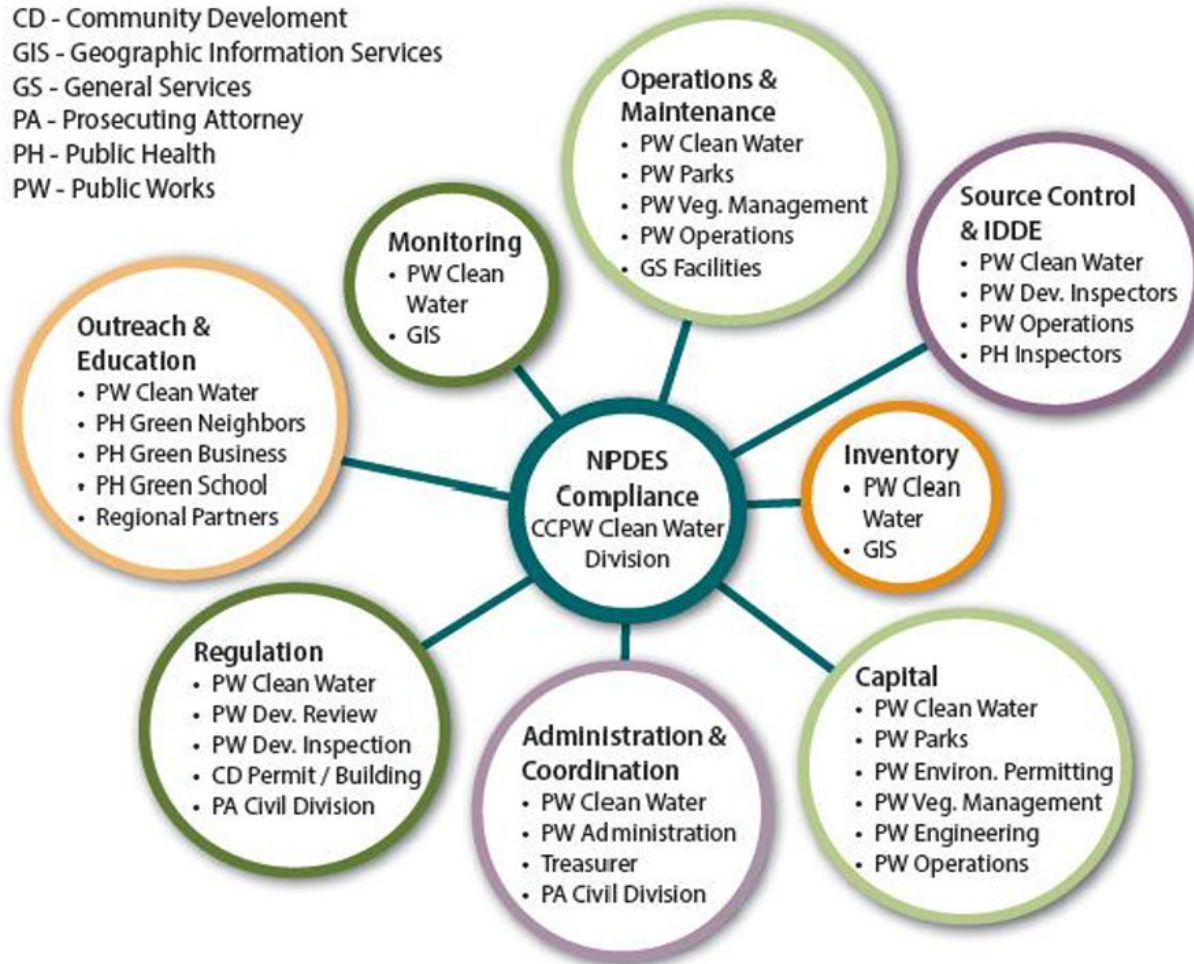 CD - Community Develoment
GIS - Geographic Information Services
GS - General Services
PA - Prosecuting Attorney
PH - Public Health
PW - Public Works
Operations &
Maintenance
• PW Clean Water
• PW Parks
• PW Veg. Management
• PW Operations
• GS Facilities
Source Control
& IDDE
• PW Clean Water
• PW Dev. Inspectors
• PW Operations
• PH Inspectors
Monitoring
• PW Clean
Water
• GIS
Outreach &
Education
• PW Clean Water
• PH Green Neighbors
• PH Green Business
• PH Green School
• Regional Partners
NPDES
Compliance
CCPW Clean Water
Division
Inventory
• PW Clean
Water
• GIS
Regulation
• PW Clean Water
• PW Dev. Review
• PW Dev. Inspection
• CD Permit / Building
• PA Civil Division
Administration &
Coordination
• PW Clean Water
• PW Administration
• Treasurer
• PA Civil Division
Capital
• PW Clean Water
• PW Parks
• PW Environ. Permitting
• PW Veg. Management
• PW Engineering
• PW Operations